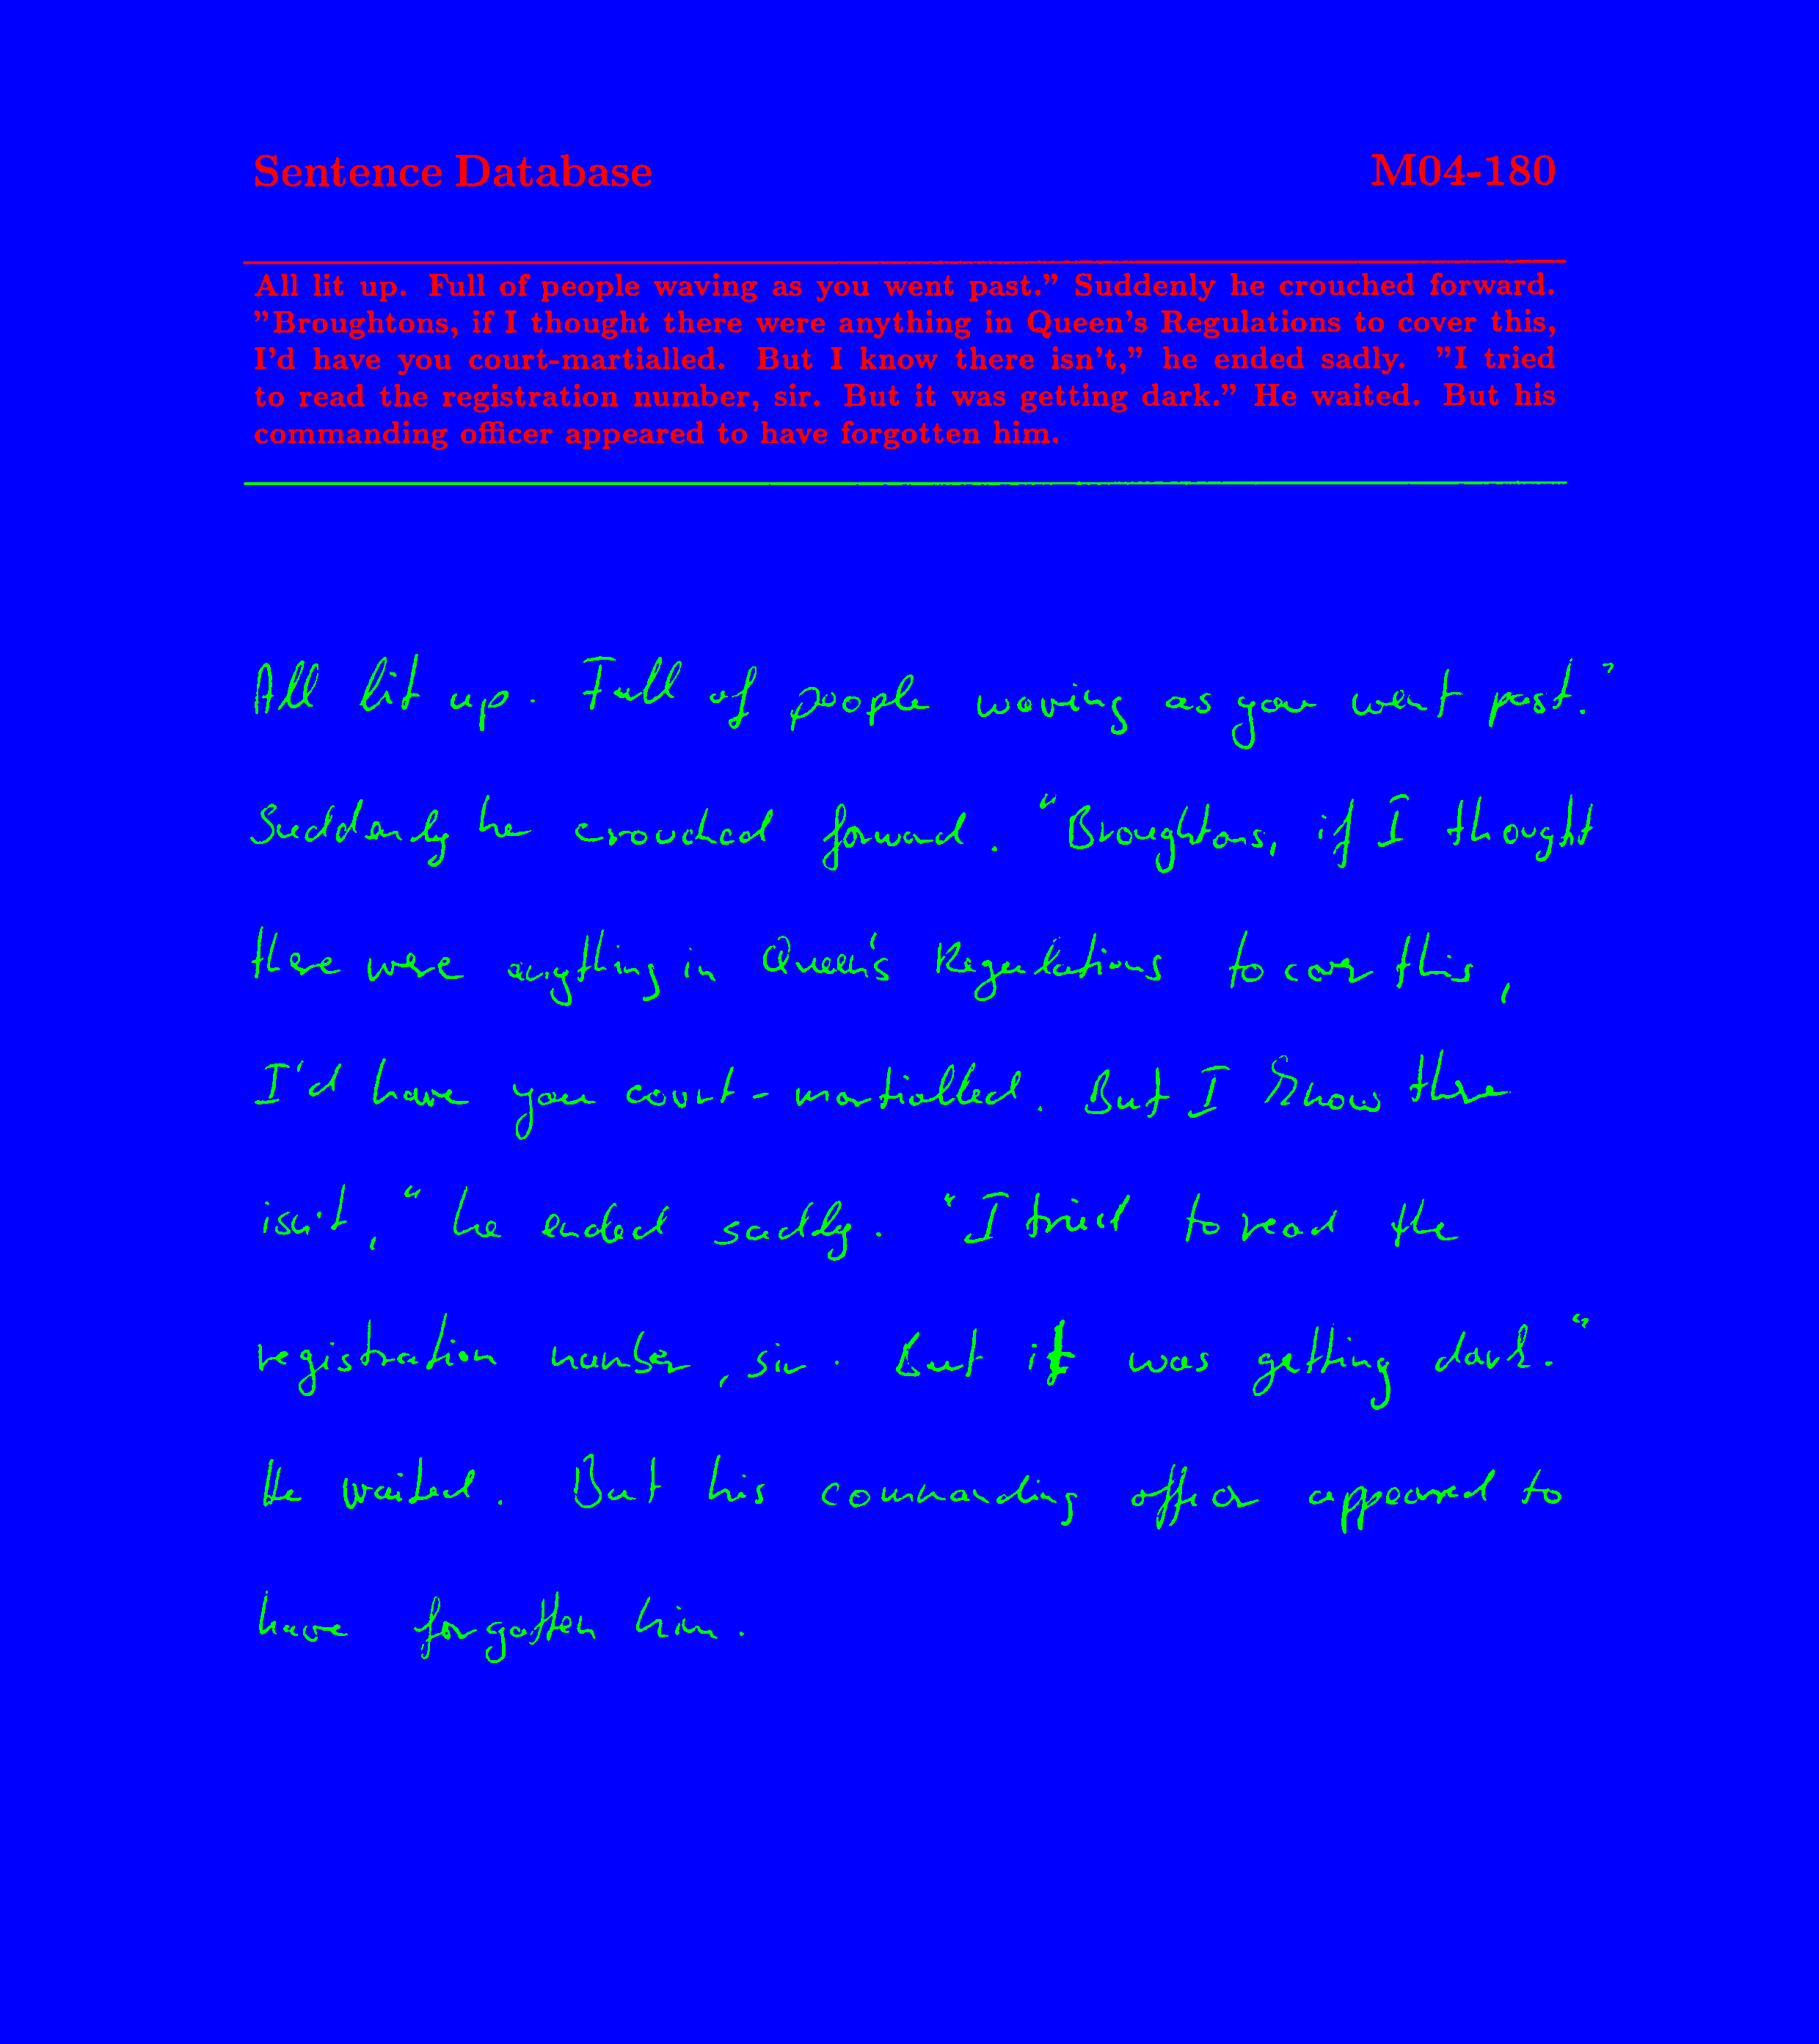 Sentence Database M04-180
All lit up. Full of people waving as you went past." Suddenly he crouched forward.
"Broughtons, if I thought there were anything in Queen's Regulations to cover this,
I'd have you court-martialled. But I know there isn't," he ended sadly. "I tried
to read the registration number, sir. But it was getting dark." He waited. But his
commanding officer appeared to have forgotten him.
All lit up. Full of people waving as you went past."
Suddenly he crouched forward. "Broughtons, if I thought
there were anything in Queen's Regulations to cover this,
I'd have you court-martialled. But I know there
isn't," he ended sadly. "I tried to read the
registration number, sir. But it was getting dark."
He waited. But his commanding officer appeared to
have forgotten him.